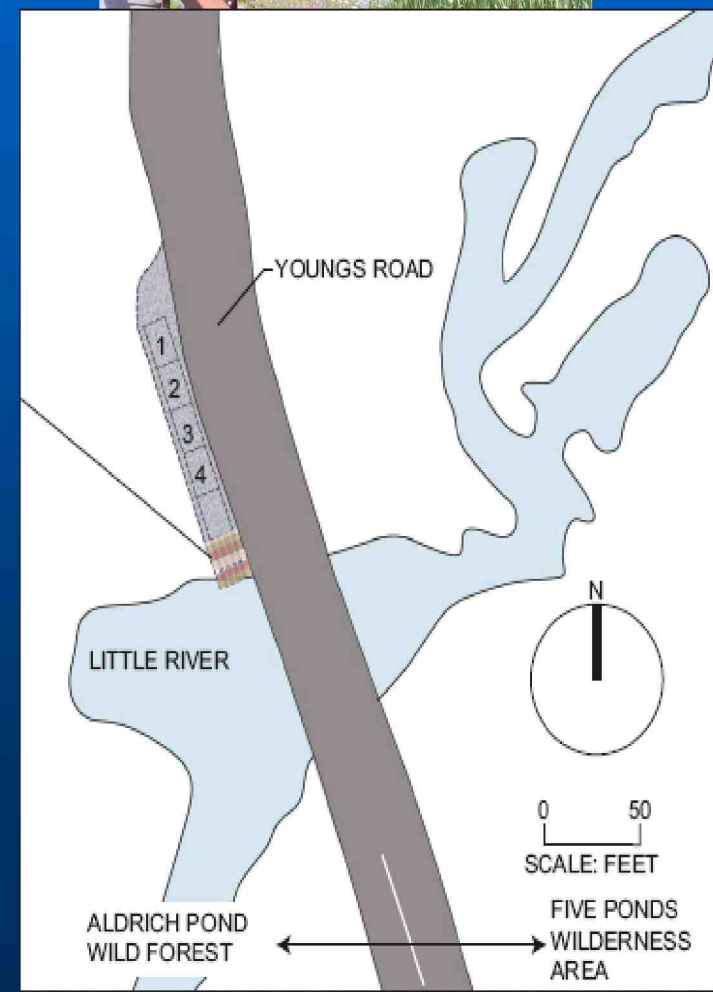 YOUNGS ROAD
1
2
3
4
LITTLE RIVER
N
0 50
SCALE: FEET
ALDRICH POND
WILD FOREST
FIVE PONDS
WILDERNESS
AREA